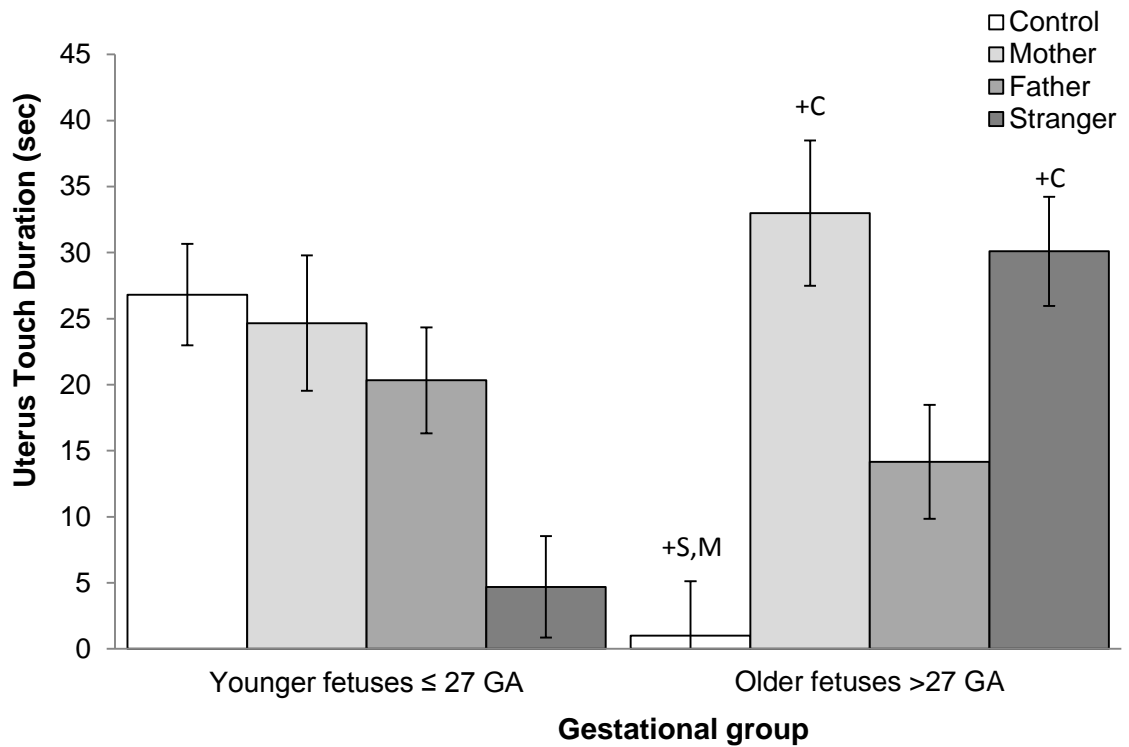 Control
Mother
Father
Stranger
Uterus Touch Duration (sec)
45
40
35
30
25
20
15
10
5
0
+C
+C
+S,M
Younger fetuses ≤ 27 GA
Older fetuses >27 GA
Gestational group